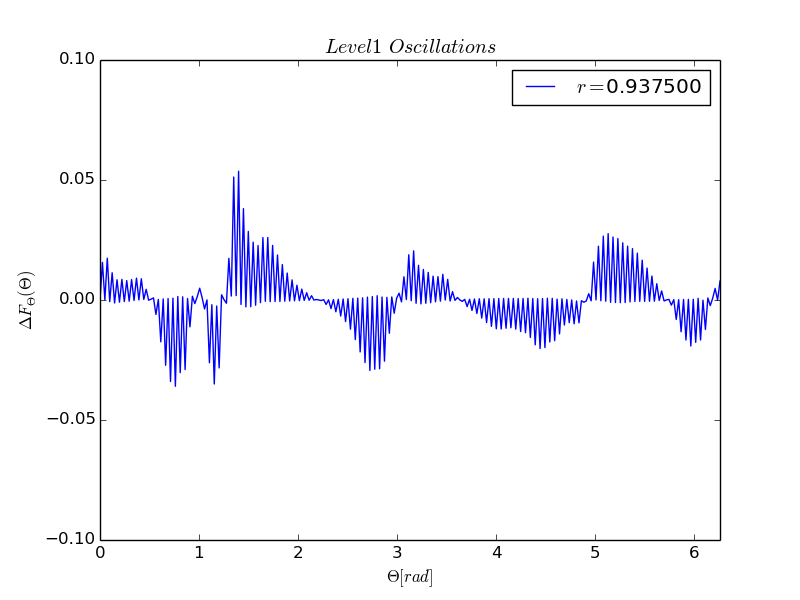 Level1 Oscillations
r=0.937500
0.10
0.05
0.00
−0.05
−0.10
ΔF_Θ(Θ)
0 1 2 3 4 5 6
Θ[rad]